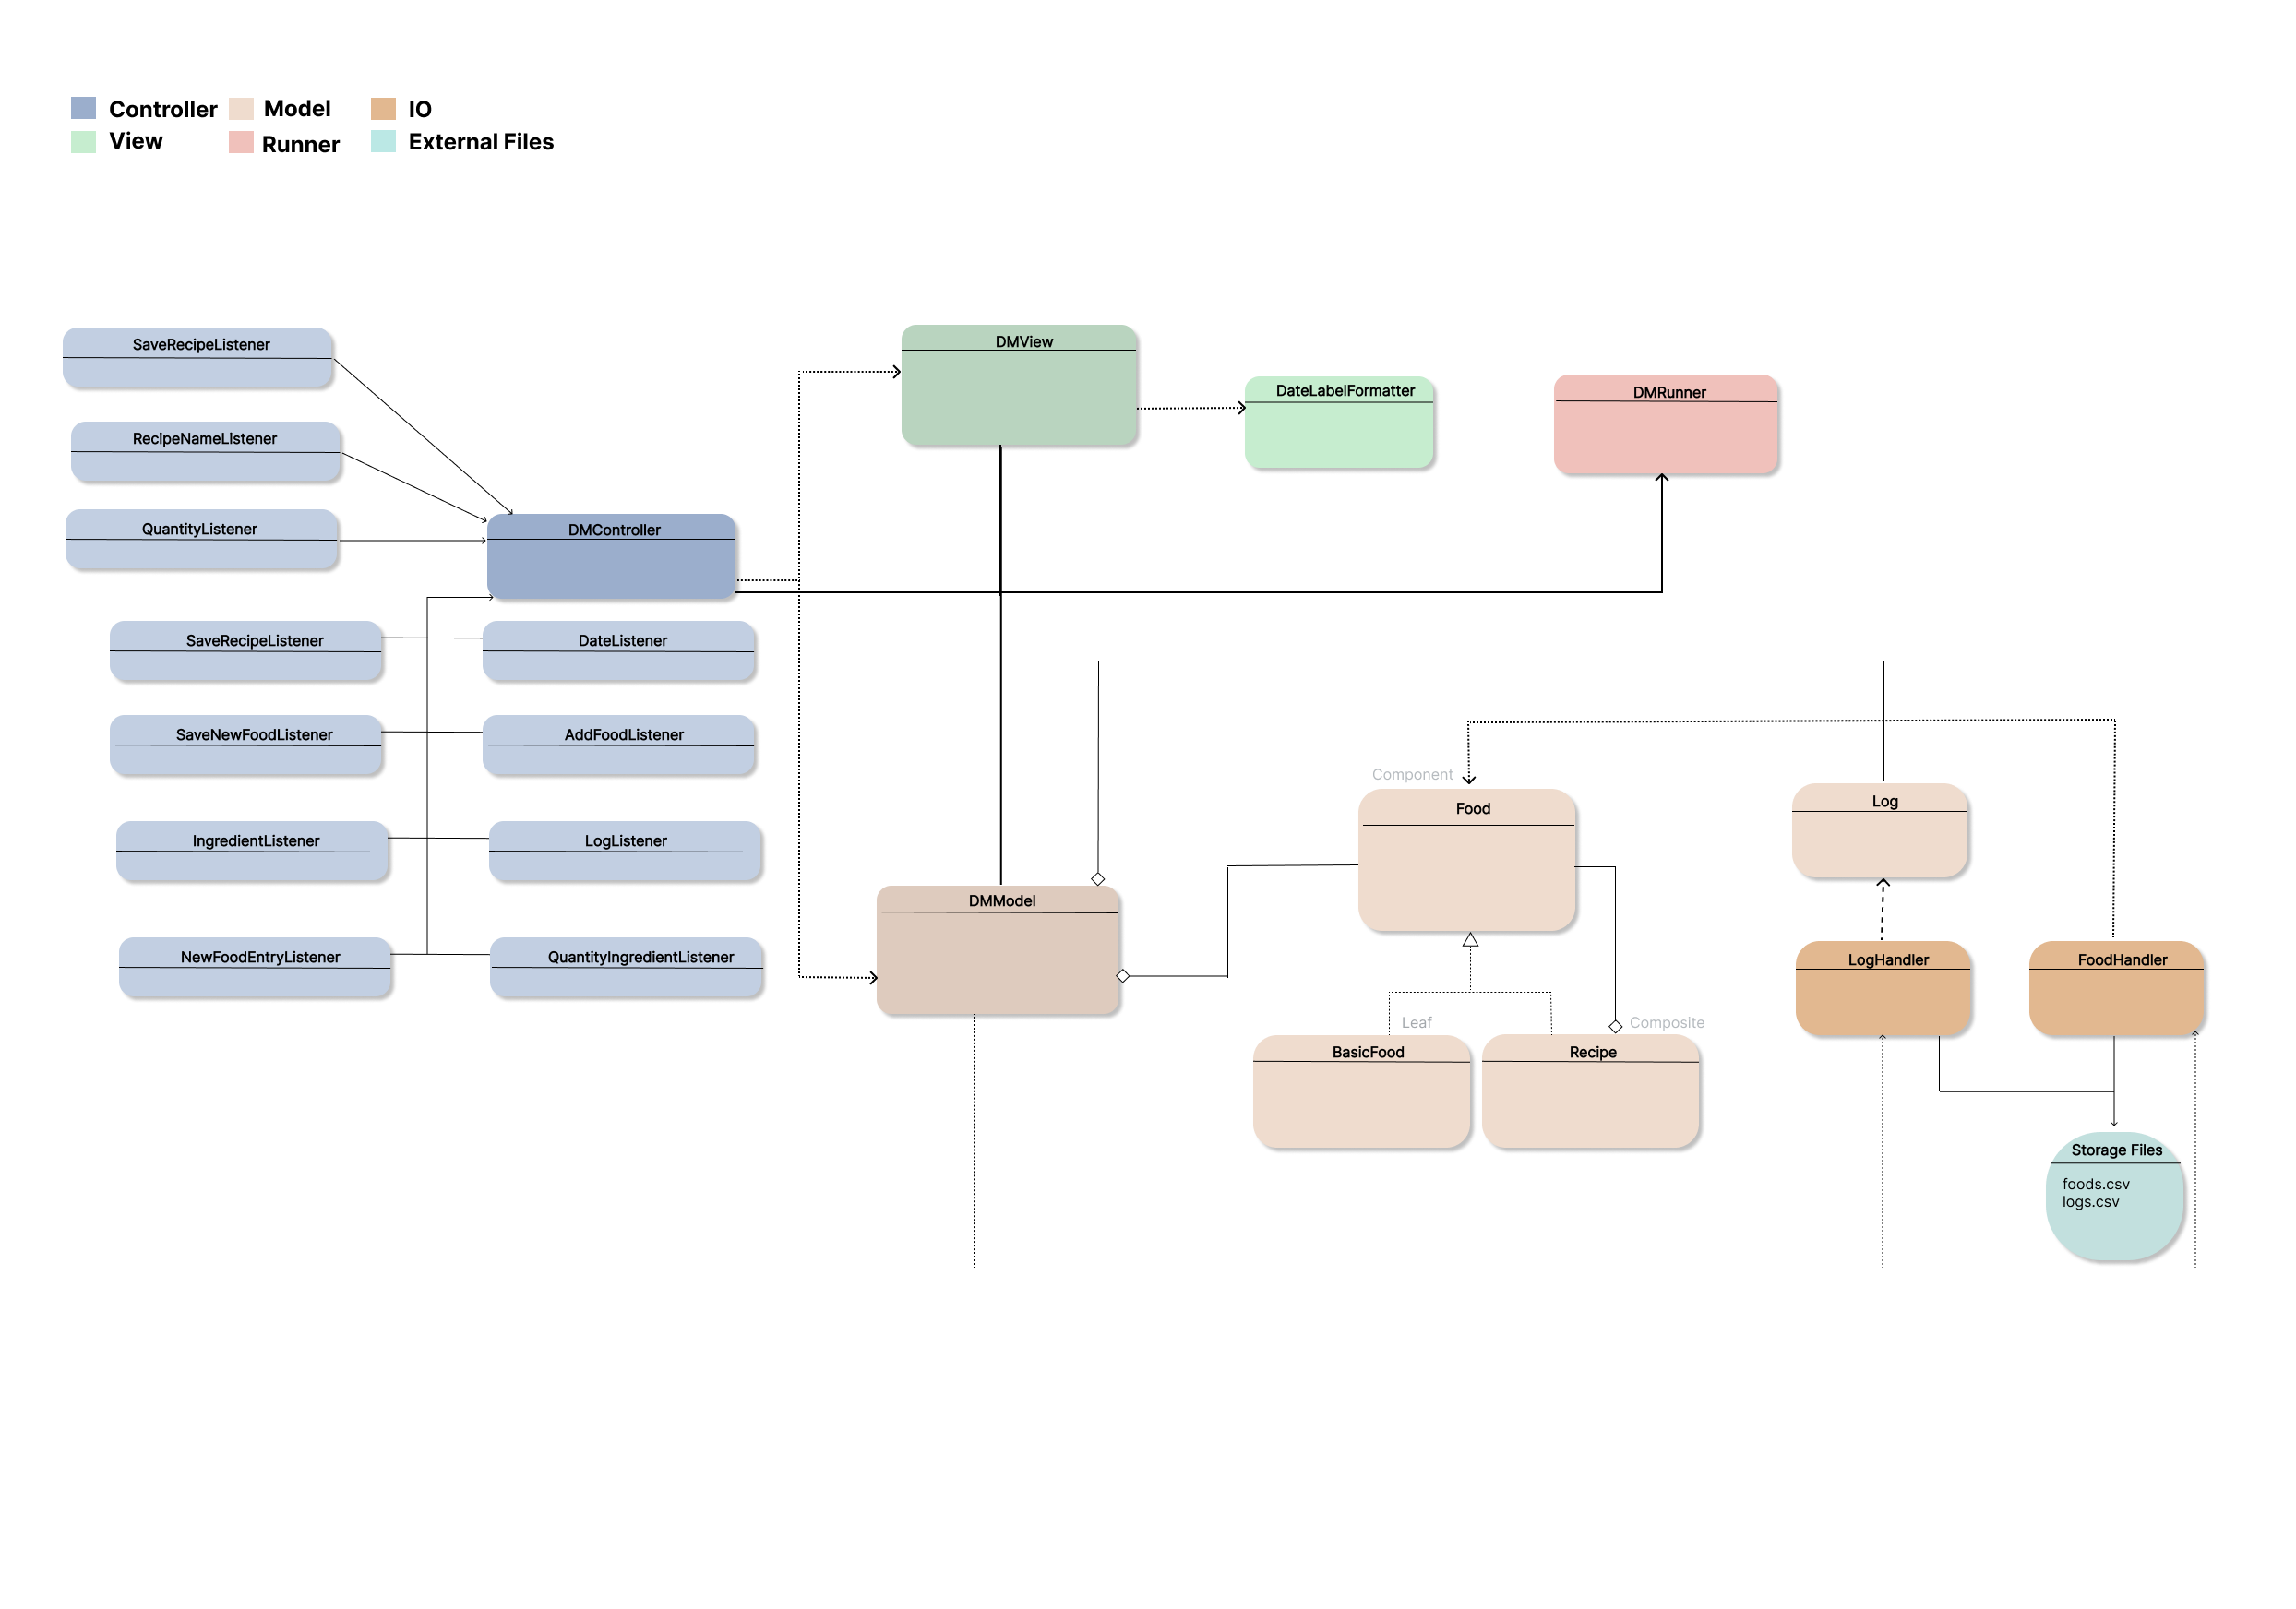 Controller
Model
IO
View
Runner
External Files
SaveRecipeListener
RecipeNameListener
QuantityListener
DMController
DMView
DateLabelFormatter
DMRunner
SaveRecipeListener
DateListener
SaveNewFoodListener
AddFoodListener
IngredientListener
LogListener
NewFoodEntryListener
QuantityIngredientListener
DMModel
Component
Food
Log
LogHandler
FoodHandler
Leaf
Composite
BasicFood
Recipe
Storage Files
foods.csv
logs.csv